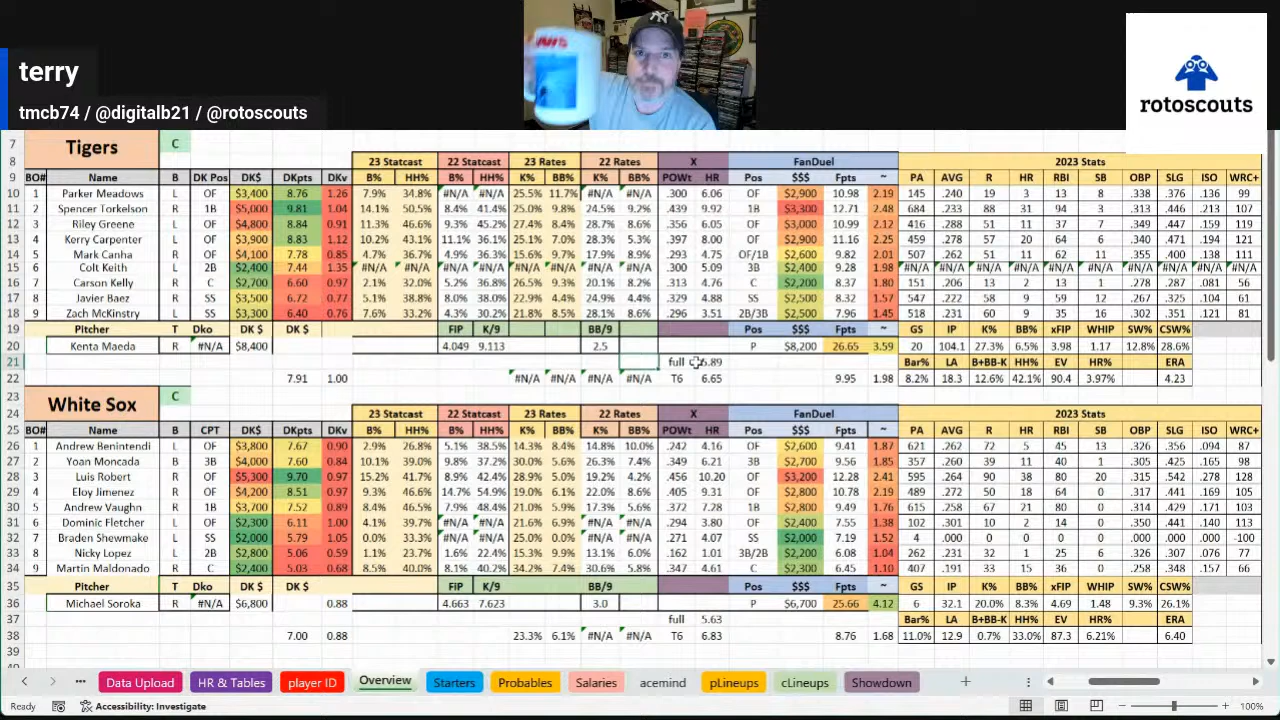 terry
tmcb74 / @digitalb21 / @rotoscouts
rotoscouts
7 Tigers C
8 23 Statcast 22 Statcast 23 Rates 22 Rates X FanDuel 2023 Stats
9 BO# Name B DK Pos DK$ DKpts DKv B% HH% B% HH% K% BB% K% BB% POWt HR Pos $$$ Fpts ~ PA AVG R HR RBI SB OBP SLG ISO WRC+
10 1 Parker Meadows L OF $3,400 8.76 1.26 7.9% 34.8% #N/A #N/A 25.5% 11.7% #N/A #N/A .300 6.06 OF $2,900 10.98 2.19 145 .240 19 3 13 8 .338 .376 .136 99
11 2 Spencer Torkelson R 1B $5,000 9.81 1.04 14.1% 50.5% 8.4% 41.4% 25.0% 9.8% 24.5% 9.2% .439 9.92 1B $3,300 12.71 2.48 684 .233 88 31 94 3 .313 .446 .213 107
12 3 Riley Greene L OF $4,800 8.84 0.91 11.3% 46.6% 9.3% 45.2% 27.4% 8.4% 28.7% 8.6% .356 6.05 OF $3,000 10.99 2.12 416 .288 51 11 37 7 .349 .447 .159 119
13 4 Kerry Carpenter L OF $3,900 8.83 1.12 10.2% 43.1% 11.1% 36.1% 25.1% 7.0% 28.3% 5.3% .397 8.00 OF $2,900 11.16 2.25 459 .278 57 20 64 6 .340 .471 .194 121
14 5 Mark Canha R OF $4,100 7.78 0.85 4.7% 36.7% 4.9% 36.3% 15.6% 9.7% 17.9% 8.9% .293 4.75 OF/1B $2,600 9.82 2.01 507 .262 51 11 62 11 .355 .400 .138 111
15 6 Colt Keith L 2B $2,400 7.44 1.35 #N/A #N/A #N/A #N/A #N/A #N/A #N/A #N/A .300 5.09 3B $2,400 9.28 1.98 #N/A #N/A #N/A #N/A #N/A #N/A #N/A #N/A #N/A #N/A
16 7 Carson Kelly R C $2,700 6.60 0.97 2.1% 32.0% 5.2% 36.8% 26.5% 9.3% 20.1% 8.2% .313 4.76 C $2,200 8.37 1.80 151 .206 13 2 13 1 .278 .287 .081 56
17 8 Javier Baez R SS $3,500 6.72 0.77 5.1% 38.8% 8.0% 38.0% 22.4% 4.4% 24.9% 4.4% .329 4.88 SS $2,500 8.32 1.57 547 .222 58 9 59 12 .267 .325 .104 61
18 9 Zach McKinstry L SS $3,300 6.40 0.76 7.6% 33.2% 4.3% 30.2% 21.8% 8.5% 28.1% 8.6% .296 3.51 2B/3B $2,500 7.96 1.45 518 .231 60 9 35 16 .302 .351 .121 81
19 Pitcher T Dko DK $ DK $ FIP K/9 BB/9 Pos $$$ Fpts ~ GS IP K% BB% xFIP WHIP SW% CSW%
20 Kenta Maeda R #N/A $8,400 4.049 9.113 2.5 P $8,200 26.65 3.59 20 104.1 27.3% 6.5% 3.98 1.17 12.8% 28.6%
21 full 5.89 Bar% LA B+BB-K HH% EV HR% ERA
22 7.91 1.00 #N/A #N/A #N/A #N/A T6 6.65 9.95 1.98 8.2% 18.3 12.6% 42.1% 90.4 3.97% 4.23
23 White Sox C
24 23 Statcast 22 Statcast 23 Rates 22 Rates X FanDuel 2023 Stats
25 BO# Name B CPT DK$ DKpts DKv B% HH% B% HH% K% BB% K% BB% POWt HR Pos $$$ Fpts ~ PA AVG R HR RBI SB OBP SLG ISO WRC+
26 1 Andrew Benintendi L OF $3,800 7.67 0.90 2.9% 26.8% 5.1% 38.5% 14.3% 8.4% 14.8% 10.0% .242 4.16 OF $2,600 9.41 1.87 621 .262 72 5 45 13 .326 .356 .094 87
27 2 Yoan Moncada B 3B $4,000 7.60 0.84 10.1% 39.0% 9.8% 37.2% 30.0% 5.6% 26.3% 7.4% .349 6.21 3B $2,700 9.56 1.85 357 .260 39 11 40 1 .305 .425 .165 98
28 3 Luis Robert R OF $5,300 9.70 0.97 15.2% 41.7% 8.9% 42.4% 28.9% 5.0% 19.2% 4.2% .456 10.20 OF $3,200 12.28 2.41 595 .264 90 38 80 20 .315 .542 .278 128
29 4 Eloy Jimenez R OF $4,200 8.51 0.97 9.3% 46.6% 14.7% 54.9% 19.0% 6.1% 22.0% 8.6% .405 9.31 OF $2,800 10.78 2.19 489 .272 50 18 64 0 .317 .441 .169 105
30 5 Andrew Vaughn R 1B $3,700 7.52 0.89 8.4% 46.5% 7.9% 48.4% 21.0% 5.9% 17.3% 5.6% .372 7.28 1B $2,800 9.49 1.76 615 .258 67 21 80 0 .314 .429 .171 103
31 6 Dominic Fletcher L OF $2,300 6.11 1.00 4.1% 39.7% #N/A #N/A 21.6% 6.9% #N/A #N/A .294 3.80 OF $2,400 7.55 1.38 102 .301 10 2 14 0 .350 .441 .140 113
32 7 Braden Shewmake L SS $2,000 5.79 1.05 0.0% 33.3% #N/A #N/A 25.0% 0.0% #N/A #N/A .271 4.07 SS $2,000 7.19 1.52 4 .000 0 0 0 0 .000 .000 .000 -100
33 8 Nicky Lopez L 2B $2,800 5.06 0.59 1.1% 23.7% 1.6% 22.4% 15.3% 9.9% 13.1% 6.0% .162 1.01 3B/2B $2,200 6.08 1.04 262 .231 32 1 25 6 .326 .307 .076 77
34 9 Martin Maldonado R C $2,400 5.03 0.68 8.5% 40.0% 8.2% 40.7% 34.2% 7.4% 30.6% 5.8% .347 4.61 C $2,300 6.45 1.10 407 .191 33 15 36 0 .258 .348 .157 66
35 Pitcher T Dko DK $ DK $ FIP K/9 BB/9 Pos $$$ Fpts ~ GS IP K% BB% xFIP WHIP SW% CSW%
36 Michael Soroka R #N/A $6,800 0.88 4.663 7.623 3.0 P $6,700 25.66 4.12 6 32.1 20.0% 8.3% 4.69 1.48 9.3% 26.1%
37 full 5.63 Bar% LA B+BB-K HH% EV HR% ERA
38 7.00 0.88 23.3% 6.1% #N/A #N/A T6 6.83 8.76 1.68 11.0% 12.9 0.7% 33.0% 87.3 6.21% 6.40
39
Data Upload HR & Tables player ID Overview Starters Probables Salaries acemind pLineups cLineups Showdown
Ready Accessibility: Investigate 100%